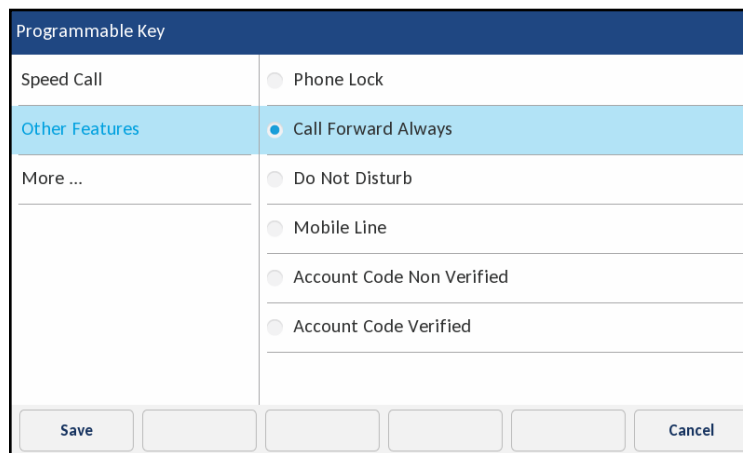 Programmable Key
Speed Call
Other Features
More ...
Phone Lock
Call Forward Always
Do Not Disturb
Mobile Line
Account Code Non Verified
Account Code Verified
Save
Cancel